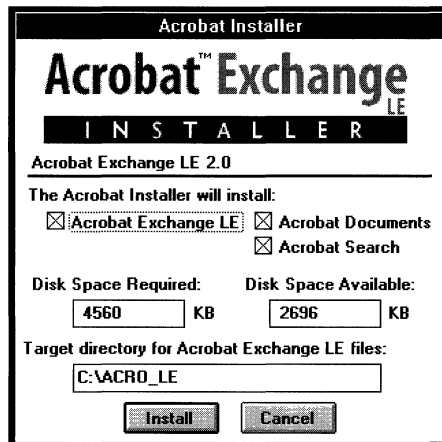 Acrobat Installer
Acrobat™ Exchange
LE
INSTALLER
Acrobat Exchange LE 2.0
The Acrobat Installer will install:
Acrobat Exchange LE Acrobat Documents
Acrobat Search
Disk Space Required: Disk Space Available:
4560 KB 2696 KB
Target directory for Acrobat Exchange LE files:
C:\ACRO_LE
Install Cancel